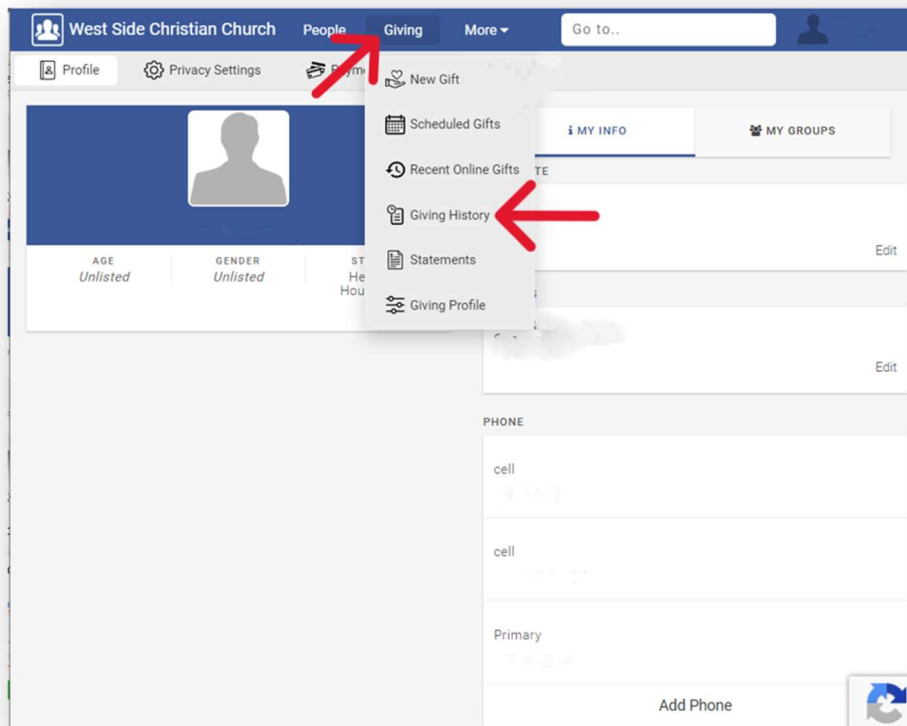 West Side Christian Church People Giving More Go to..
Profile Privacy Settings
New Gift
Scheduled Gifts
Recent Online Gifts
Giving History
Statements
Giving Profile
MY INFO MY GROUPS
AGE
Unlisted
GENDER
Unlisted
Edit
Edit
PHONE
cell
cell
Primary
Add Phone